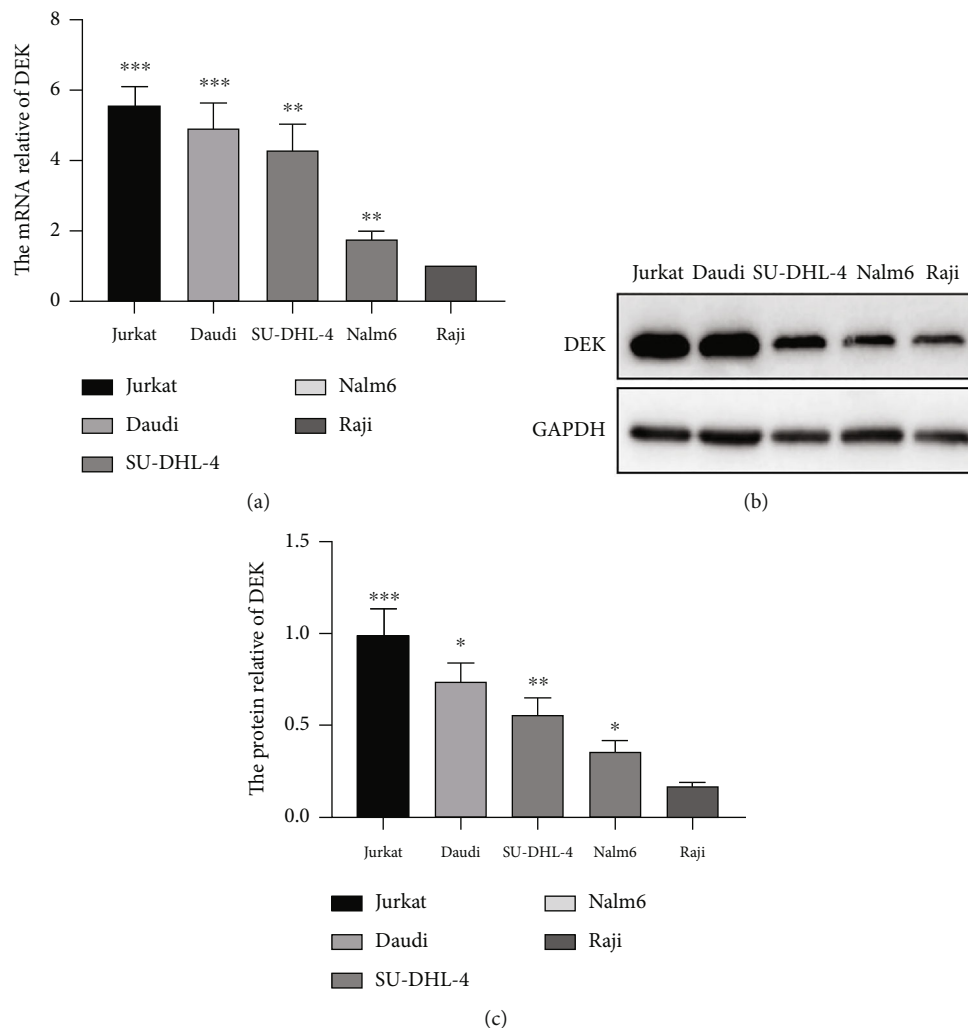 The mRNA relative of DEK
8
6
4
2
0
***
***
**
**
Jurkat Daudi SU-DHL-4 Nalm6 Raji
Jurkat
Daudi
SU-DHL-4
Nalm6
Raji
(a)
Jurkat Daudi SU-DHL-4 Nalm6 Raji
DEK
GAPDH
(b)
The protein relative of DEK
1.5
1.0
0.5
0.0
***
*
**
*
Jurkat Daudi SU-DHL-4 Nalm6 Raji
Jurkat
Daudi
SU-DHL-4
Nalm6
Raji
(c)